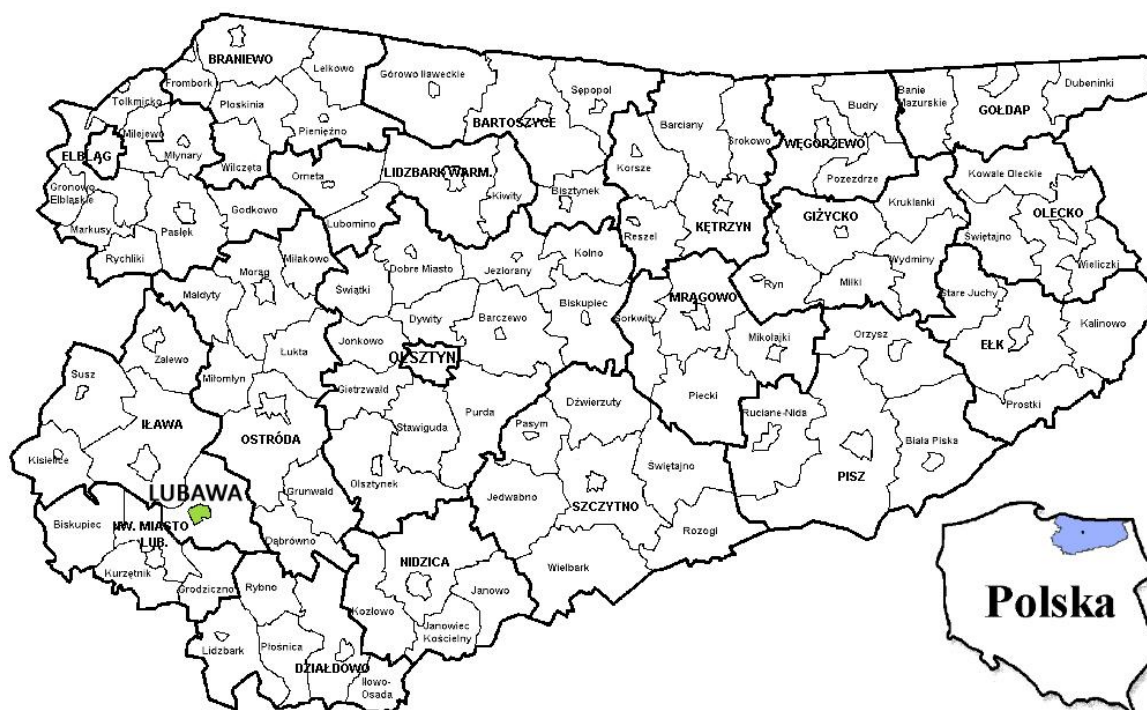 BRANIEWO
Lelkowo
Górowo Iławeckie
Sępopol
Frombork
Tolkmicko
Płoskinia
BARTOSZYCE
Barciany
Budry
Banie
Mazurskie
GOŁDAP
Dubeninki
Milejewo
Pieniężno
Srokowo
WĘGORZEWO
ELBLĄG
Młynary
Wilczęta
Orneta
LIDZBARK WARM.
Kiwity
Bisztynek
Korsze
Pozezdrze
Kowale Oleckie
Gronowo
Elbląskie
Godkowo
Lubomino
Reszel
KĘTRZYN
GIŻYCKO
Kruklanki
OLECKO
Markusy
Pasłęk
Świętajno
Rychliki
Morąg
Miłakowo
Dobre Miasto
Jeziorany
Kolno
Wydminy
Wieliczki
Małdyty
Świątki
Biskupiec
Sorkwity
MRĄGOWO
Ryn
Miłki
Stare Juchy
Dywity
Barczewo
Kalinowo
Zalewo
Łukta
Jonkowo
OLSZTYN
Mikołajki
Orzysz
EŁK
Susz
Miłomłyn
Gietrzwałd
Piecki
Prostki
IŁAWA
OSTRÓDA
Stawiguda
Purda
Dźwierzuty
Pasym
Ruciane-Nida
Biała Piska
Kisielice
Olsztynek
Świętajno
PISZ
LUBAWA
Grunwald
Jedwabno
SZCZYTNO
Biskupiec
NW. MIASTO
LUB.
Dąbrówno
Rozogi
Kurzętnik
Grodziczno
Rybno
NIDZICA
Wielbark
Janowo
Kozłowo
Janowiec
Kościelny
Lidzbark
Płośnica
DZIAŁDOWO
Iłowo-
Osada
Polska